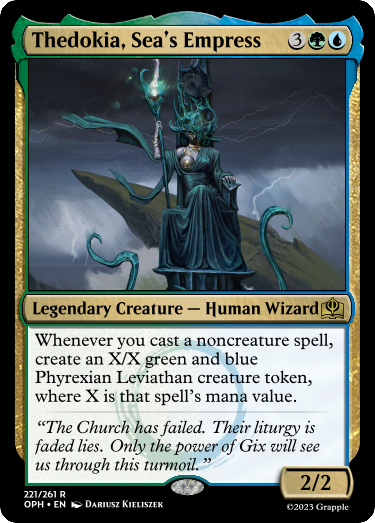 Thedokia, Sea's Empress 3
Legendary Creature — Human Wizard
Whenever you cast a noncreature spell,
create an X/X green and blue
Phyrexian Leviathan creature token,
where X is that spell's mana value.
“The Church has failed. Their liturgy is
faded lies. Only the power of Gix will see
us through this turmoil.”
2/2
221/261 R
OPH • EN DARIUSZ KIELISZEK
©2023 Grapple